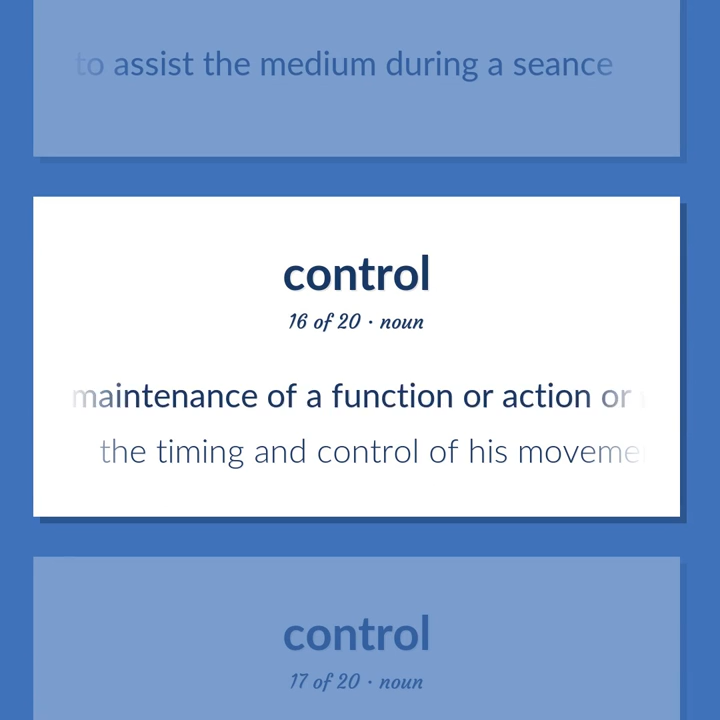 to assist the medium during a seance
control
16 of 20 · noun
maintenance of a function or action or
the timing and control of his moveme
control
17 of 20 · noun